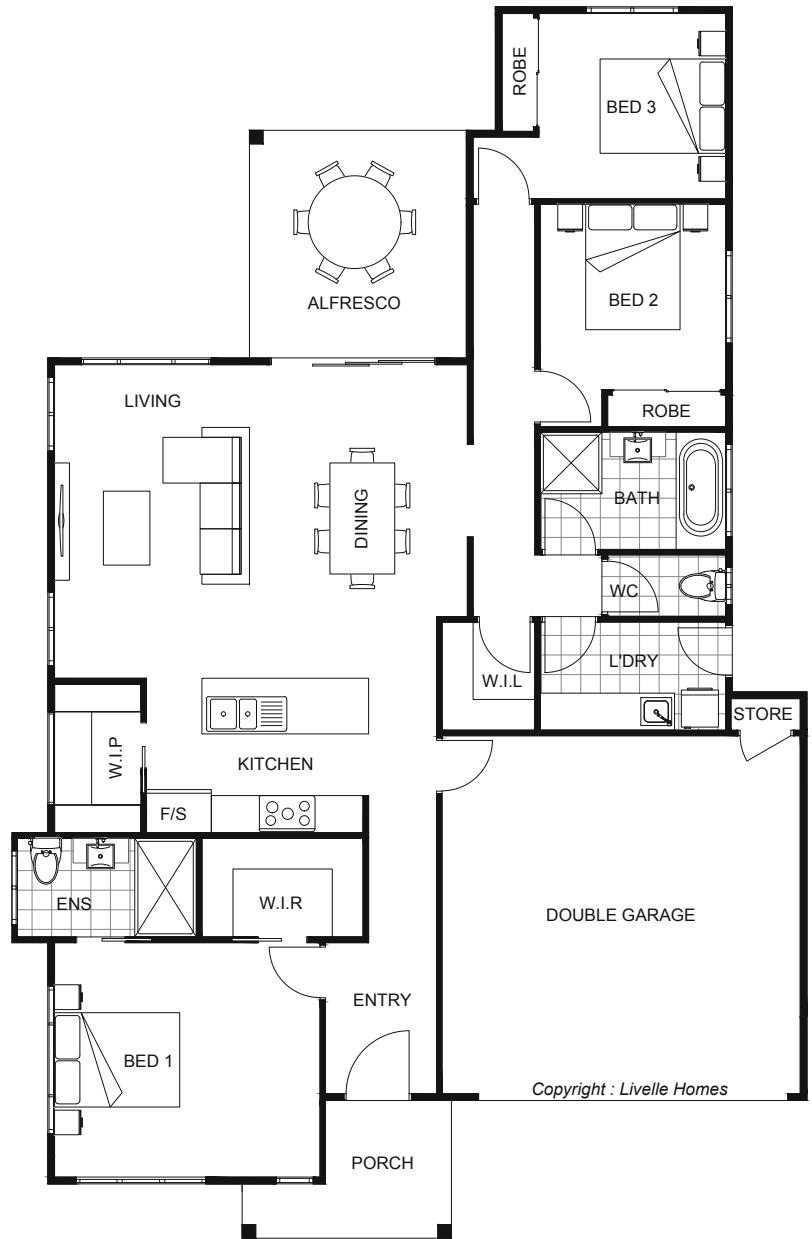 ROBE
BED 3
ALFRESCO
BED 2
LIVING
ROBE
DINING
BATH
WC
L'DRY
W.I.L
STORE
W.I.P
KITCHEN
F/S
ENS
W.I.R
DOUBLE GARAGE
ENTRY
BED 1
Copyright : Livelle Homes
PORCH